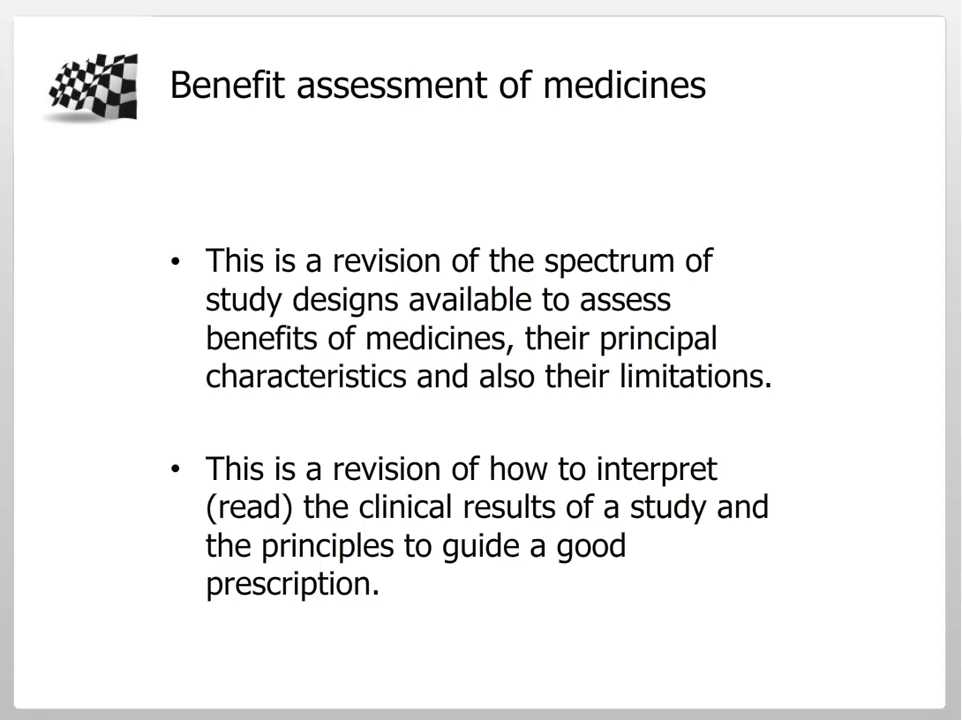 Benefit assessment of medicines
• This is a revision of the spectrum of
study designs available to assess
benefits of medicines, their principal
characteristics and also their limitations.
• This is a revision of how to interpret
(read) the clinical results of a study and
the principles to guide a good
prescription.